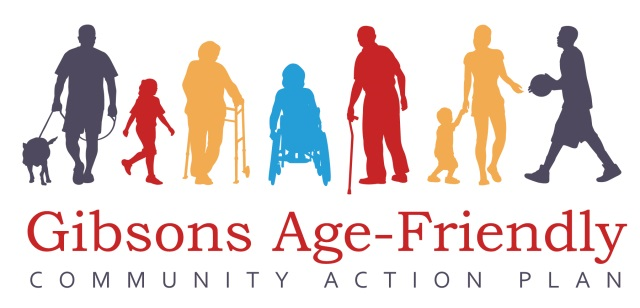 Gibsons Age-Friendly
COMMUNITY ACTION PLAN